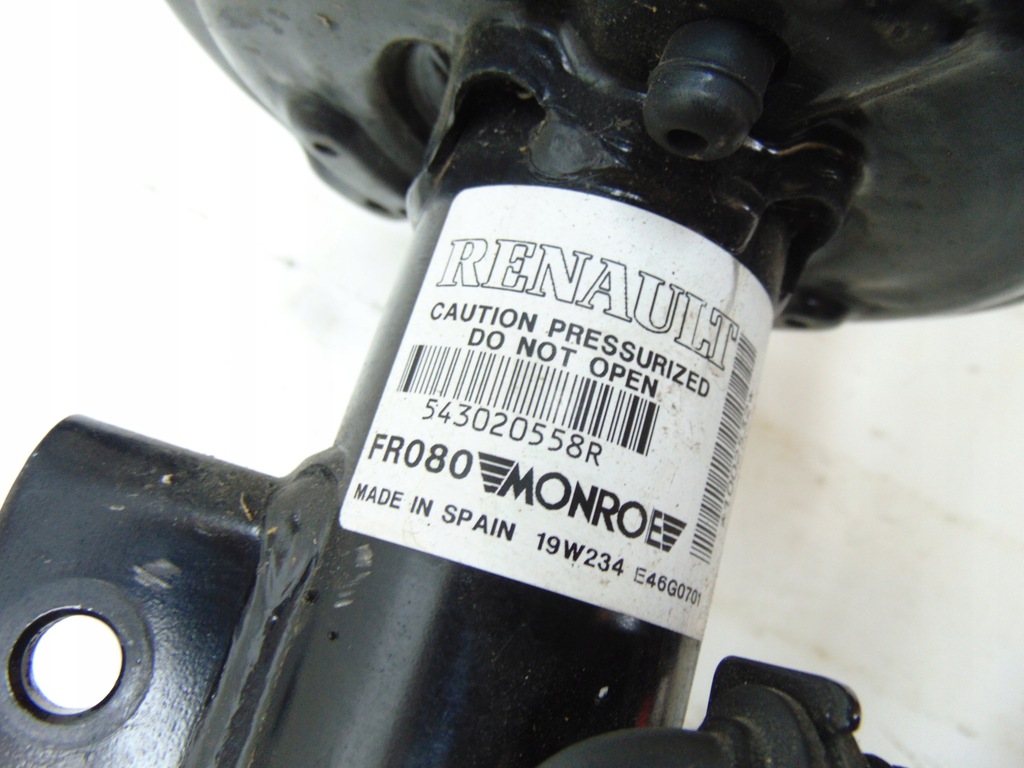 RENAULT
CAUTION PRESSURIZED
DO NOT OPEN
543020558R
FR080 MONROE
MADE IN SPAIN 19W234 E46G0701